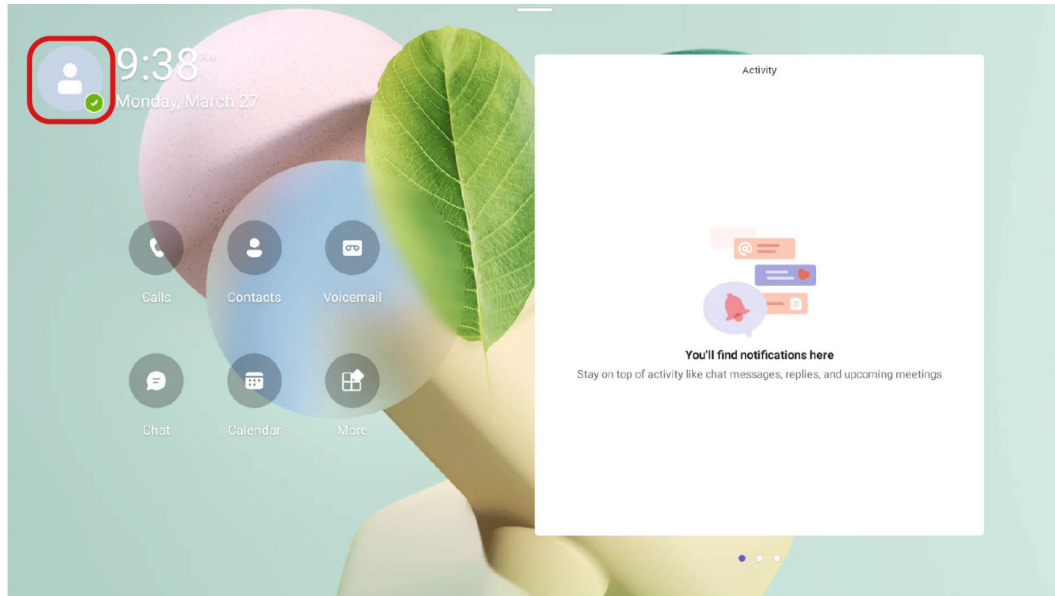 9:38 AM
Monday, March 27
Activity
Calls
Contacts
Voicemail
Chat
Calendar
More
@
You'll find notifications here
Stay on top of activity like chat messages, replies, and upcoming meetings